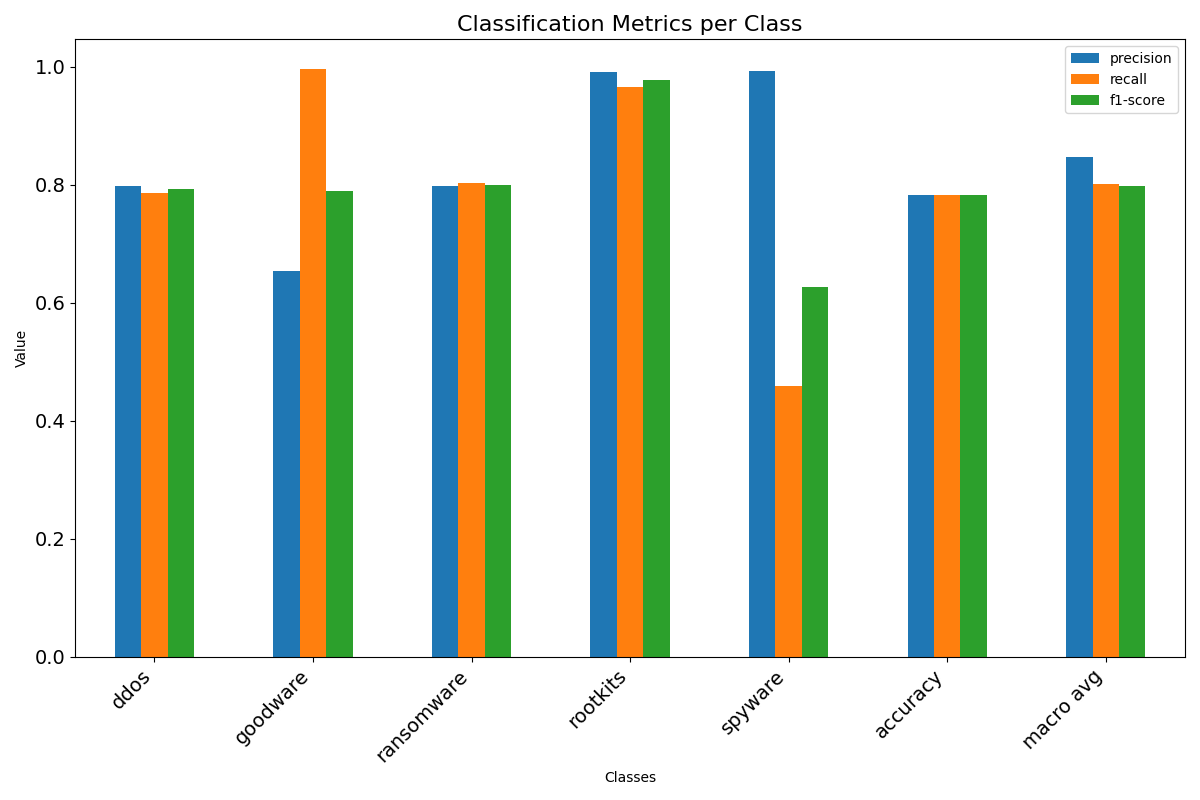 Classification Metrics per Class
precision
recall
f1-score
1.0
0.8
0.6
0.4
0.2
0.0
Value
ddos
goodware
ransomware
rootkits
spyware
accuracy
macro avg
Classes